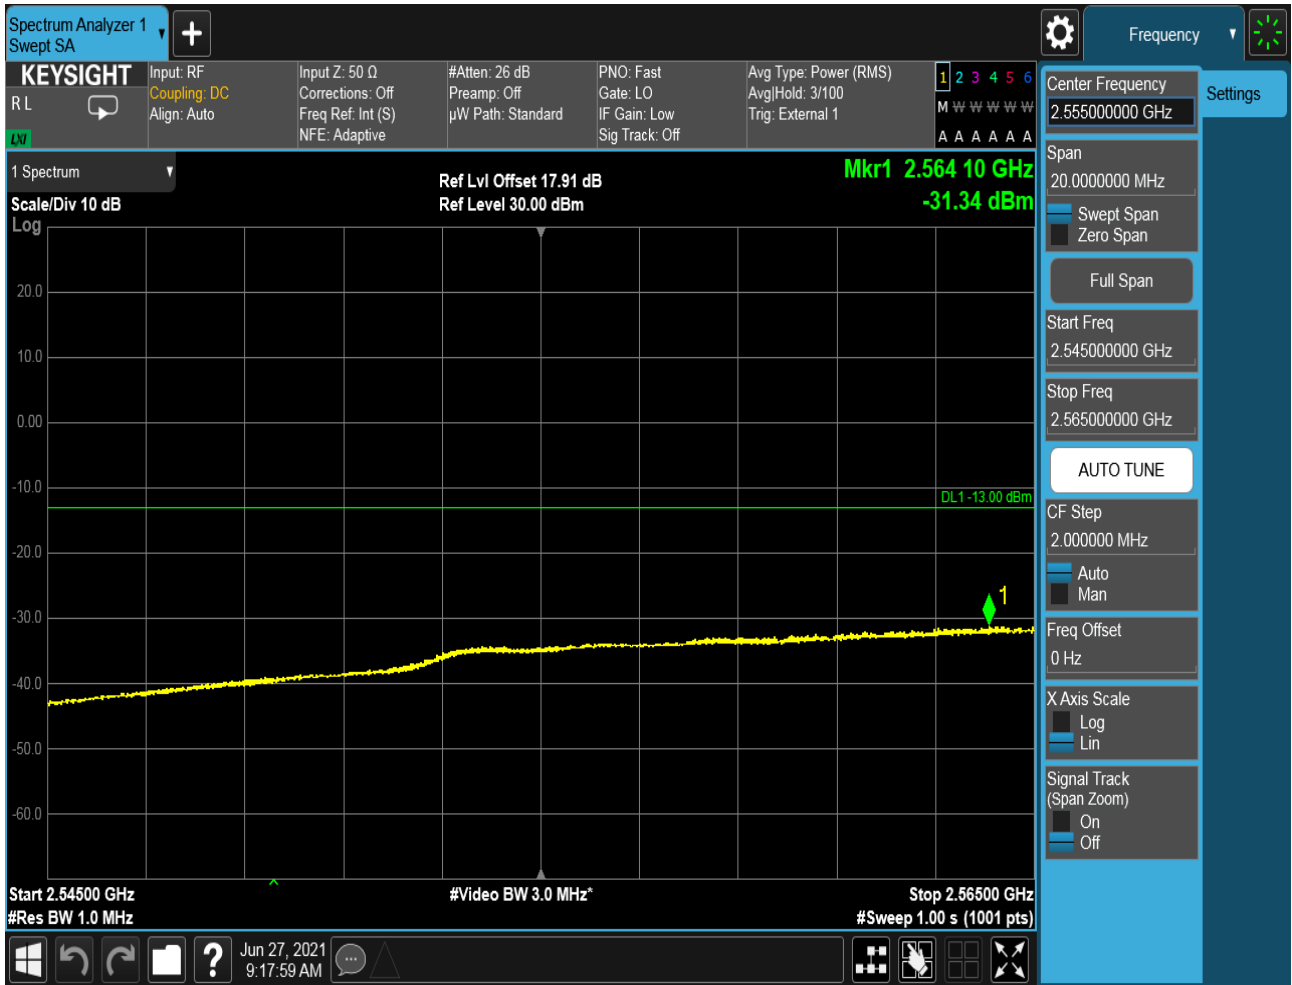 Spectrum Analyzer 1
Swept SA
Frequency
KEYSIGHT
R L
LXI
Input: RF
Coupling: DC
Align: Auto
Input Z: 50 Ω
Corrections: Off
Freq Ref: Int (S)
NFE: Adaptive
#Atten: 26 dB
Preamp: Off
µW Path: Standard
PNO: Fast
Gate: LO
IF Gain: Low
Sig Track: Off
Avg Type: Power (RMS)
Avg|Hold: 3/100
Trig: External 1
1 2 3 4 5 6
M W W W W W
A A A A A A
1 Spectrum
Scale/Div 10 dB
Log
Ref Lvl Offset 17.91 dB
Ref Level 30.00 dBm
Mkr1 2.564 10 GHz
-31.34 dBm
20.0
10.0
0.00
-10.0
-20.0
-30.0
-40.0
-50.0
-60.0
DL1 -13.00 dBm
1
Start 2.54500 GHz
#Res BW 1.0 MHz
#Video BW 3.0 MHz*
Stop 2.56500 GHz
#Sweep 1.00 s (1001 pts)
Jun 27, 2021
9:17:59 AM
?
Center Frequency
2.555000000 GHz
Settings
Span
20.0000000 MHz
Swept Span
Zero Span
Full Span
Start Freq
2.545000000 GHz
Stop Freq
2.565000000 GHz
AUTO TUNE
CF Step
2.000000 MHz
Auto
Man
Freq Offset
0 Hz
X Axis Scale
Log
Lin
Signal Track
(Span Zoom)
On
Off